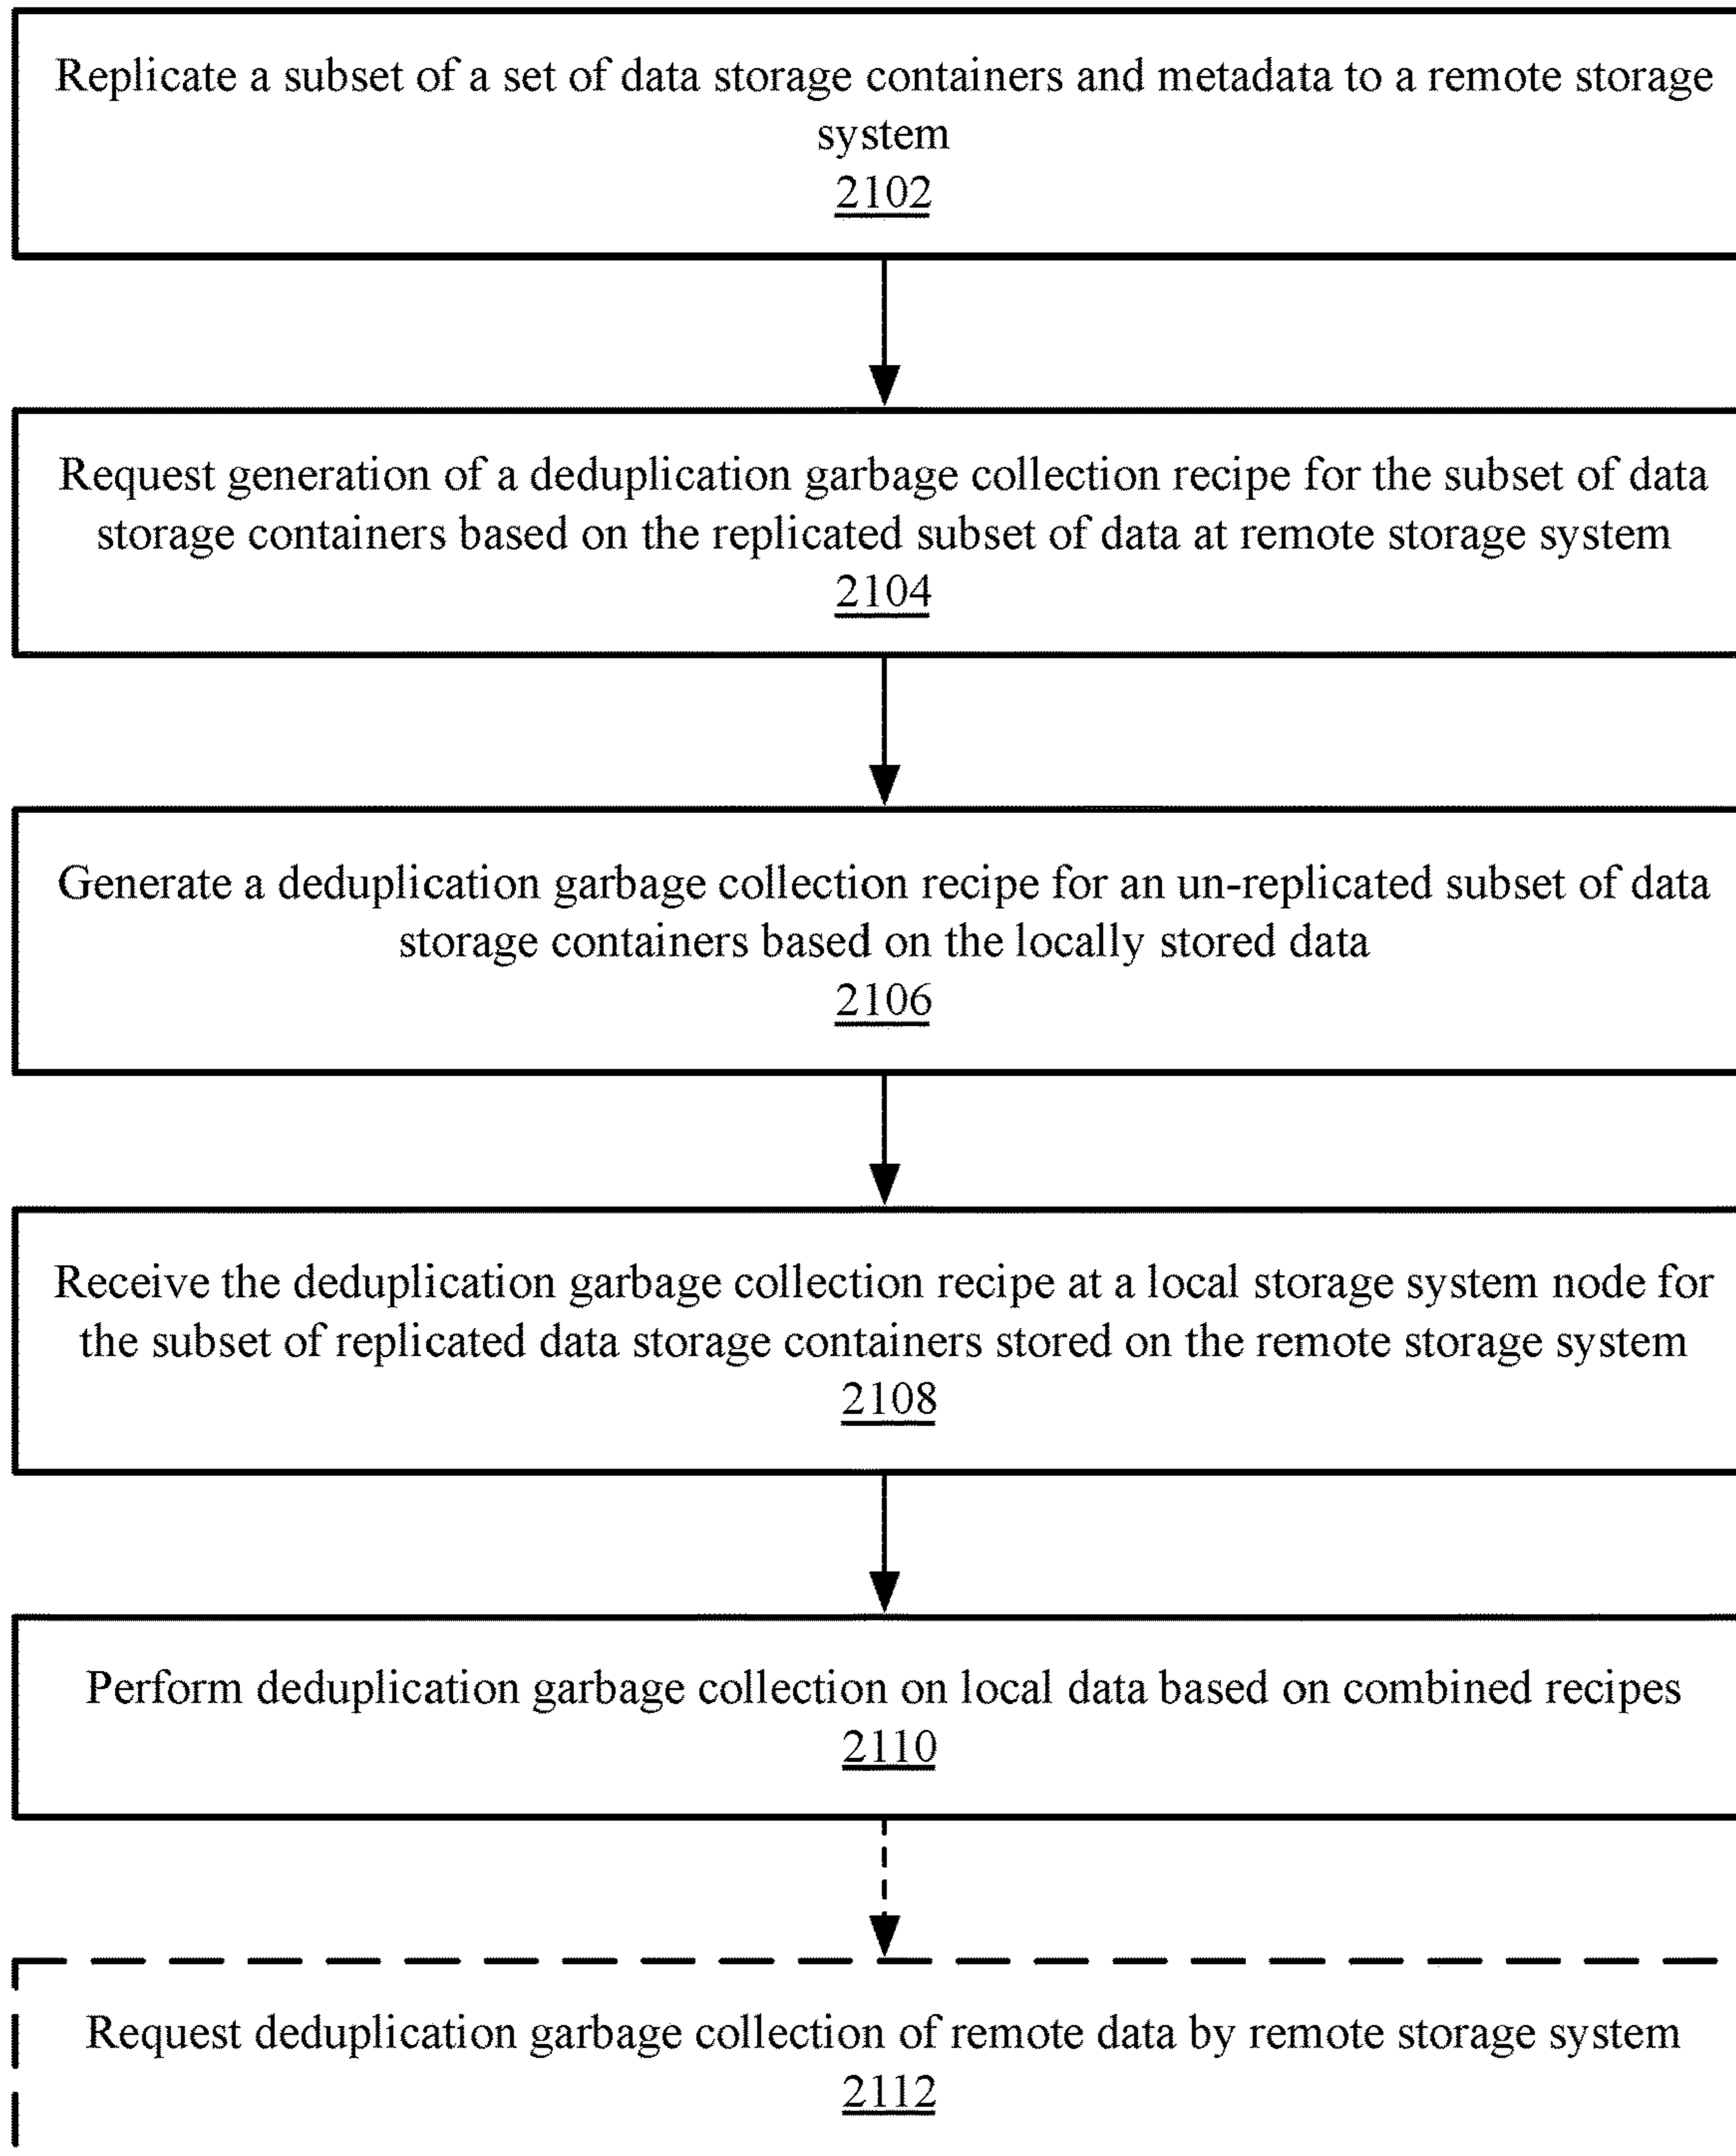 Replicate a subset of a set of data storage containers and metadata to a remote storage
system
2102
Request generation of a deduplication garbage collection recipe for the subset of data
storage containers based on the replicated subset of data at remote storage system
2104
Generate a deduplication garbage collection recipe for an un-replicated subset of data
storage containers based on the locally stored data
2106
Receive the deduplication garbage collection recipe at a local storage system node for
the subset of replicated data storage containers stored on the remote storage system
2108
Perform deduplication garbage collection on local data based on combined recipes
2110
Request deduplication garbage collection of remote data by remote storage system
2112